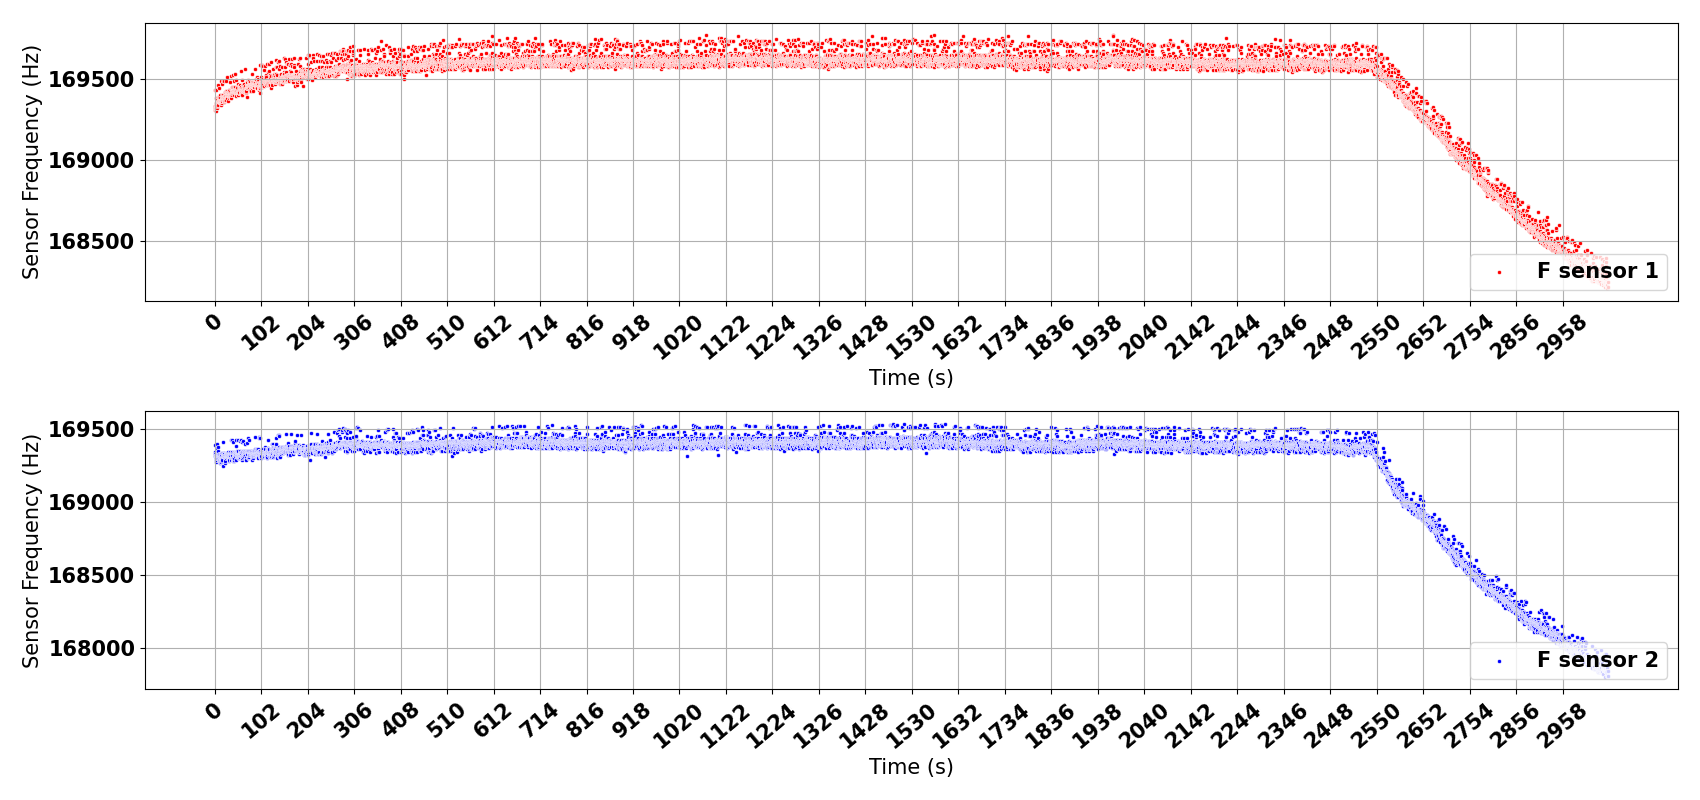 Sensor Frequency (Hz)
169500
169000
168500
F sensor 1
0 102 204 306 408 510 612 714 816 918 1020 1122 1224 1326 1428 1530 1632 1734 1836 1938 2040 2142 2244 2346 2448 2550 2652 2754 2856 2958
Time (s)
Sensor Frequency (Hz)
169500
169000
168500
168000
F sensor 2
0 102 204 306 408 510 612 714 816 918 1020 1122 1224 1326 1428 1530 1632 1734 1836 1938 2040 2142 2244 2346 2448 2550 2652 2754 2856 2958
Time (s)